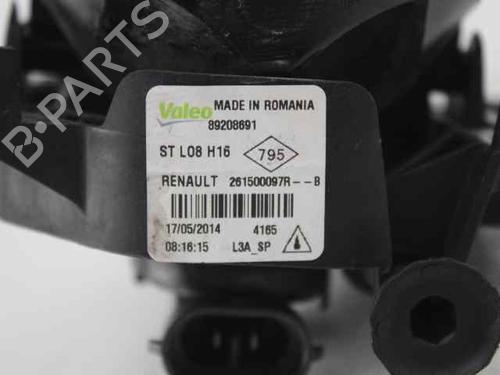 B-PARTS
Valeo MADE IN ROMANIA
89208691
ST L08 H16 795
RENAULT 261500097R--B
17/05/2014 4165
08:16:15 L3A_SP